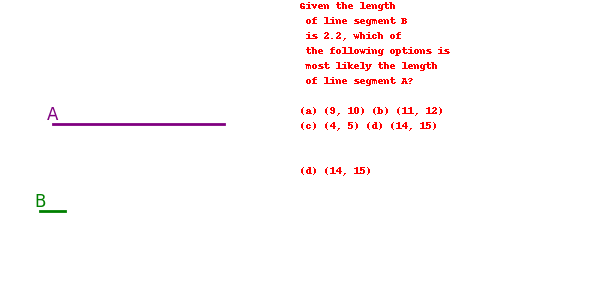 Given the length
of line segment B
is 2.2, which of
the following options is
most likely the length
of line segment A?
(a) (9, 10) (b) (11, 12)
(c) (4, 5) (d) (14, 15)
(d) (14, 15)
A
B